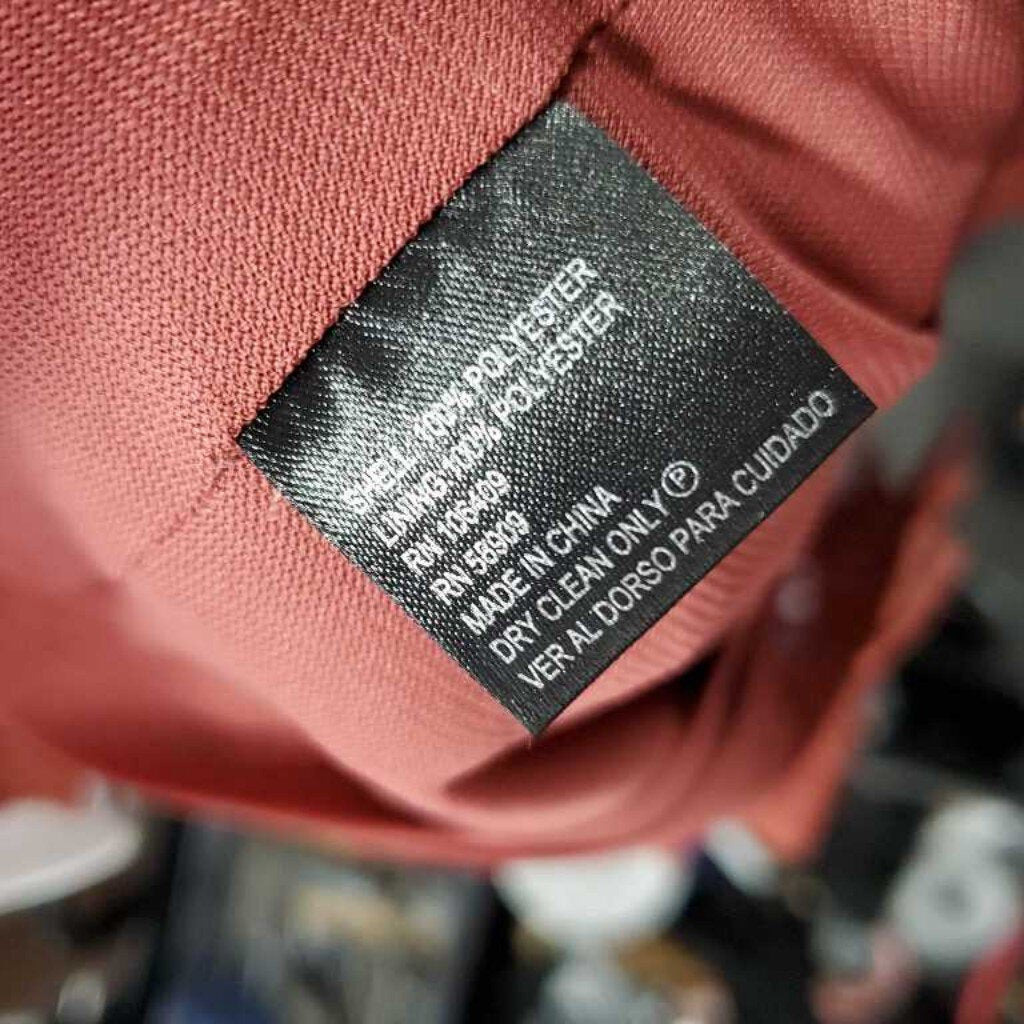 SHELL: 100% POLYESTER
LINING 100% POLYESTER
RN 106409
RN 56909
MADE IN CHINA
DRY CLEAN ONLY Ⓟ
VER AL DORSO PARA CUIDADO